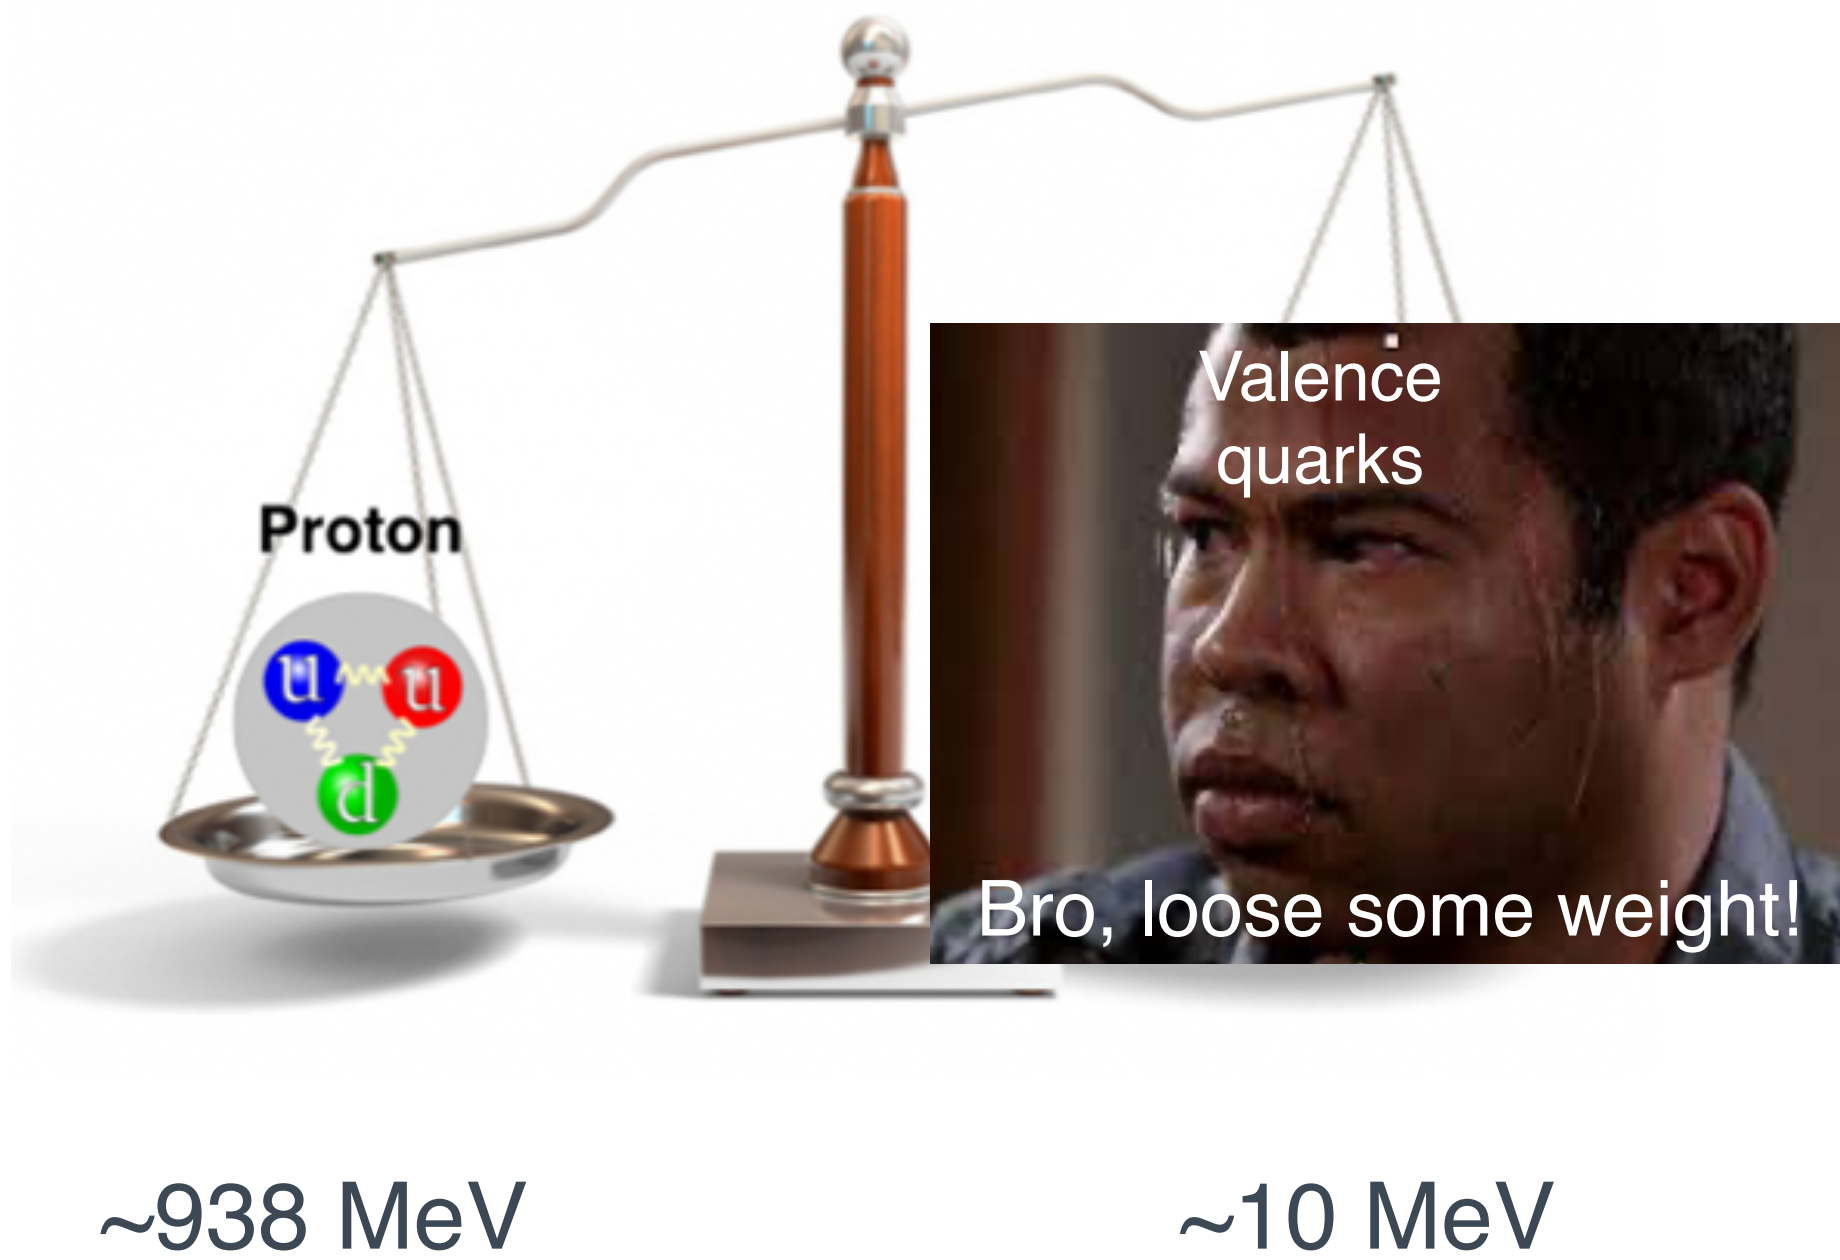 Valence
quarks
Proton
u u
d
Bro, loose some weight!
~938 MeV ~10 MeV